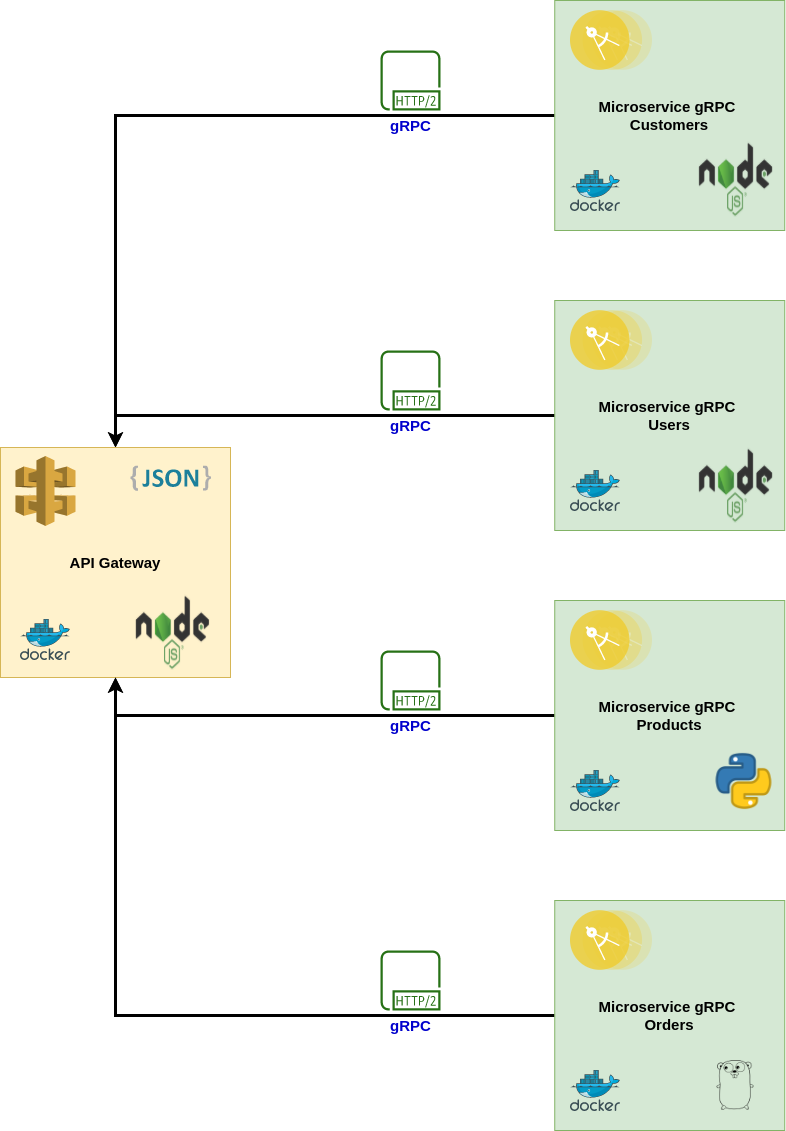 HTTP/2
gRPC
Microservice gRPC
Customers
docker
node
JS
HTTP/2
gRPC
Microservice gRPC
Users
docker
node
JS
{JSON}
API Gateway
docker
node
JS
HTTP/2
gRPC
Microservice gRPC
Products
docker
HTTP/2
gRPC
Microservice gRPC
Orders
docker